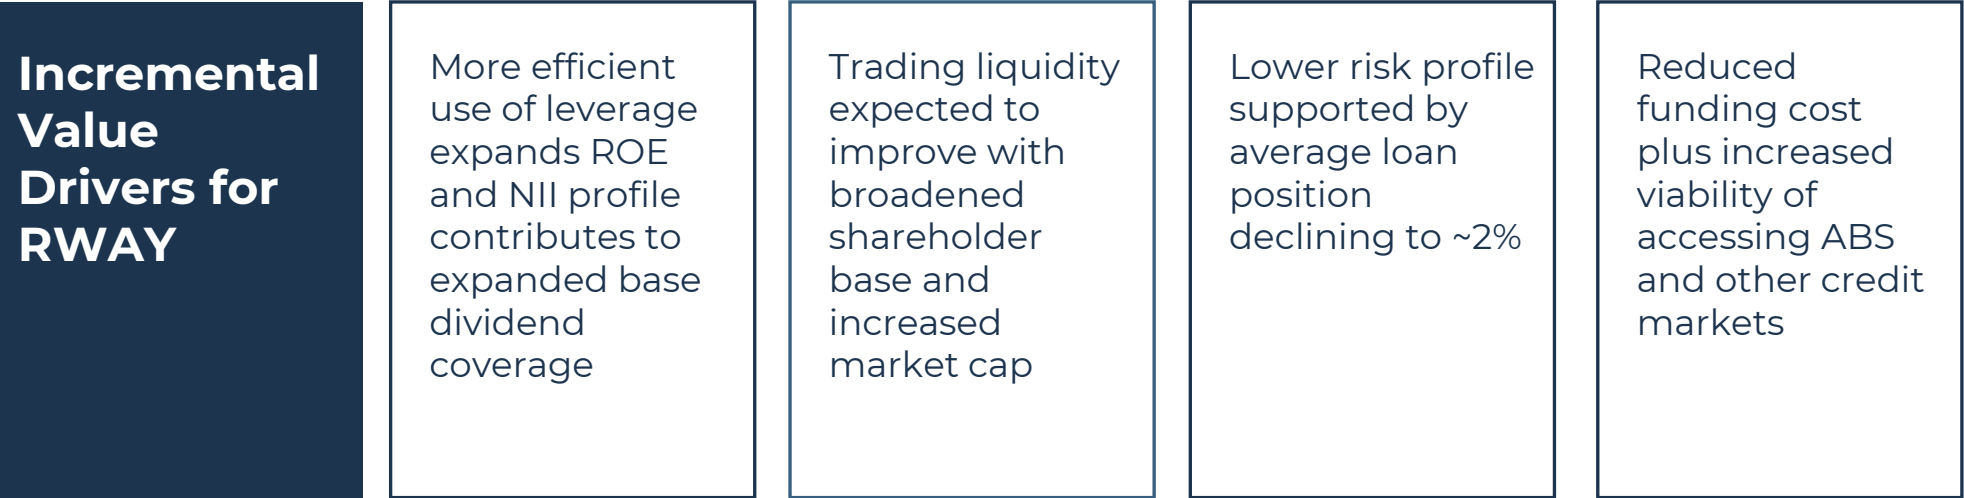 Incremental
Value
Drivers for
RWAY
More efficient
use of leverage
expands ROE
and NII profile
contributes to
expanded base
dividend
coverage
Trading liquidity
expected to
improve with
broadened
shareholder
base and
increased
market cap
Lower risk profile
supported by
average loan
position
declining to ~2%
Reduced
funding cost
plus increased
viability of
accessing ABS
and other credit
markets